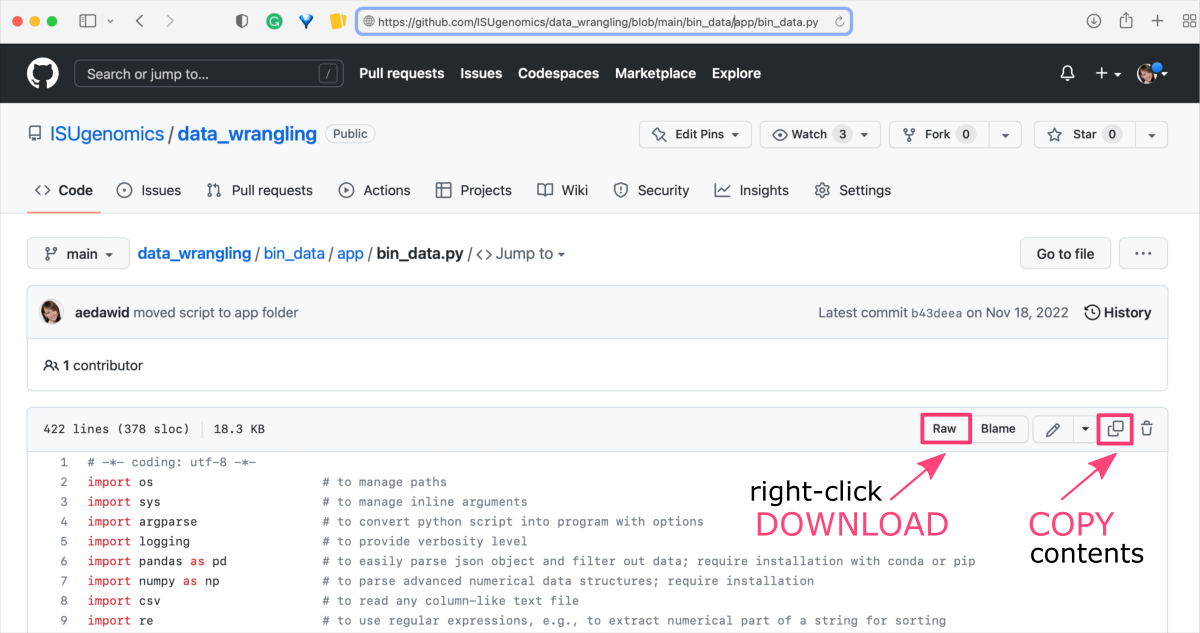 https://github.com/ISUgenomics/data_wrangling/blob/main/bin_data/app/bin_data.py
Search or jump to... / Pull requests Issues Codespaces Marketplace Explore
ISUgenomics / data_wrangling Public Edit Pins Watch 3 Fork 0 Star 0
Code Issues Pull requests Actions Projects Wiki Security Insights Settings
main data_wrangling / bin_data / app / bin_data.py / <> Jump to Go to file ...
aedawid moved script to app folder Latest commit b43deea on Nov 18, 2022 History
1 contributor
422 lines (378 sloc) 18.3 KB Raw Blame
1 # -*- coding: utf-8 -*-
2 import os # to manage paths
3 import sys # to manage inline arguments
4 import argparse # to convert python script into program with options
5 import logging # to provide verbosity level
6 import pandas as pd # to easily parse json object and filter out data; require installation with conda or pip
7 import numpy as np # to parse advanced numerical data structures; require installation
8 import csv # to read any column-like text file
9 import re # to use regular expressions, e.g., to extract numerical part of a string for sorting
right-click
DOWNLOAD
COPY
contents